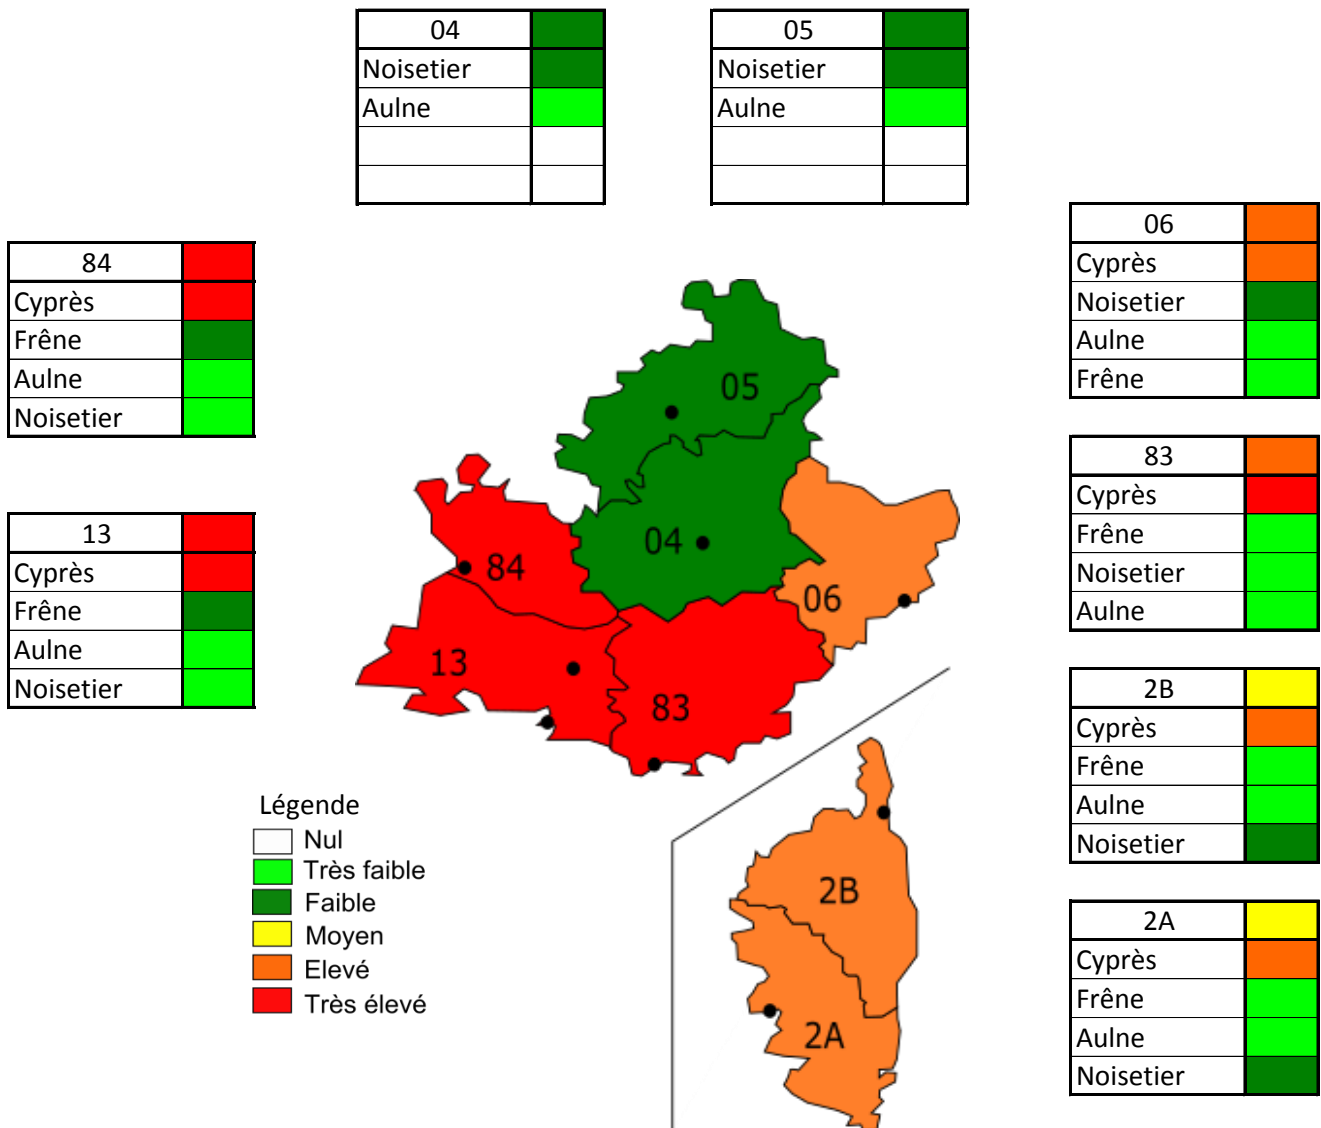 04
Noisetier
Aulne
05
Noisetier
Aulne
84
Cyprès
Frêne
Aulne
Noisetier
13
Cyprès
Frêne
Aulne
Noisetier
06
Cyprès
Noisetier
Aulne
Frêne
83
Cyprès
Frêne
Noisetier
Aulne
2B
Cyprès
Frêne
Aulne
Noisetier
2A
Cyprès
Frêne
Aulne
Noisetier
05
04
84
06
13
83
2B
2A
Légende
Nul
Très faible
Faible
Moyen
Elevé
Très élevé